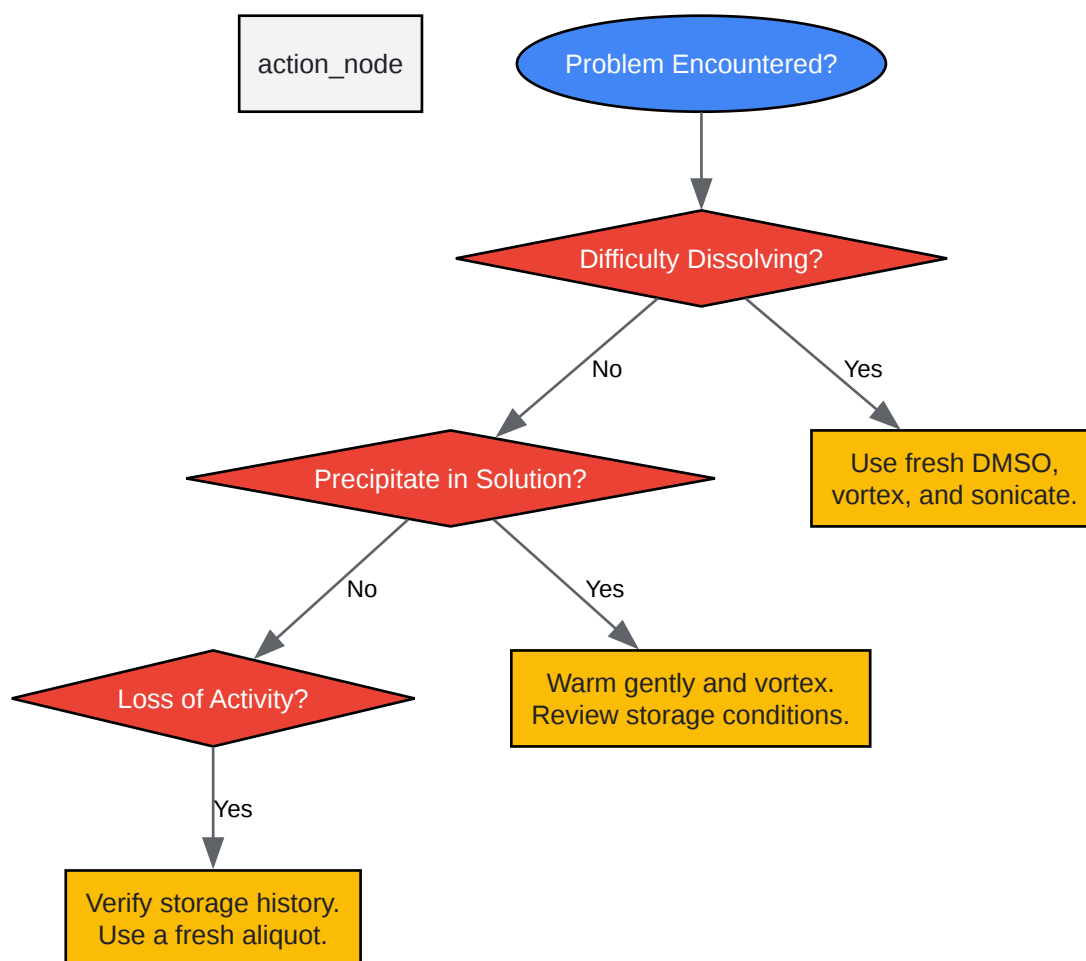 action_node
Problem Encountered?
Difficulty Dissolving?
No
Yes
Precipitate in Solution?
Use fresh DMSO,
vortex, and sonicate.
No
Yes
Loss of Activity?
Warm gently and vortex.
Review storage conditions.
Yes
Verify storage history.
Use a fresh aliquot.